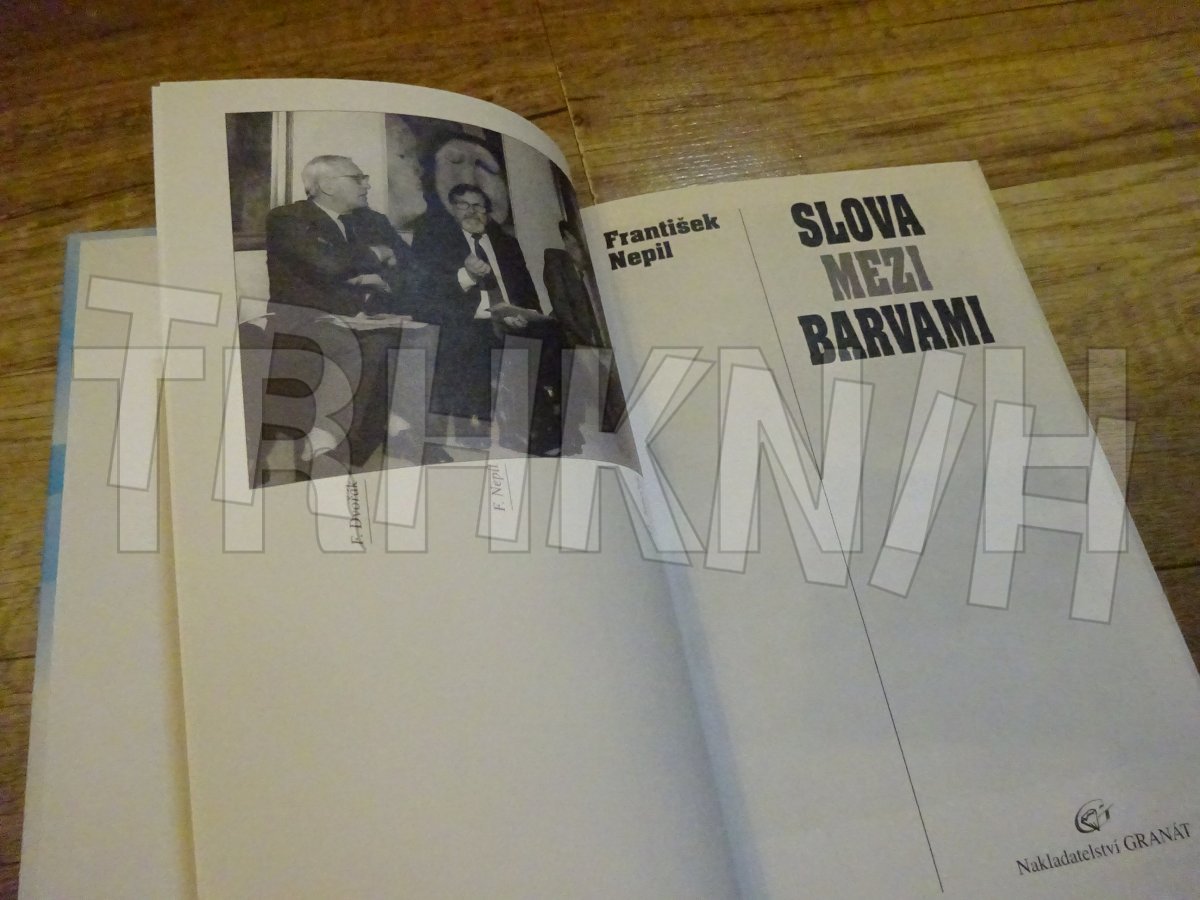 F. Dvořák
F. Nepil
František
Nepil
SLOVA
MEZI
BARVAMI
Nakladatelství GRANÁT
TRHKNIH